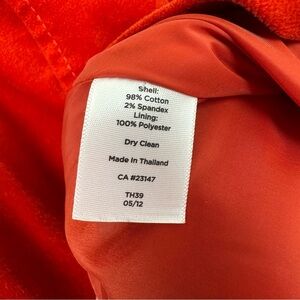 Shell:
98% Cotton
2% Spandex
Lining:
100% Polyester
Dry Clean
Made in Thailand
CA #23147
TH39
05/12